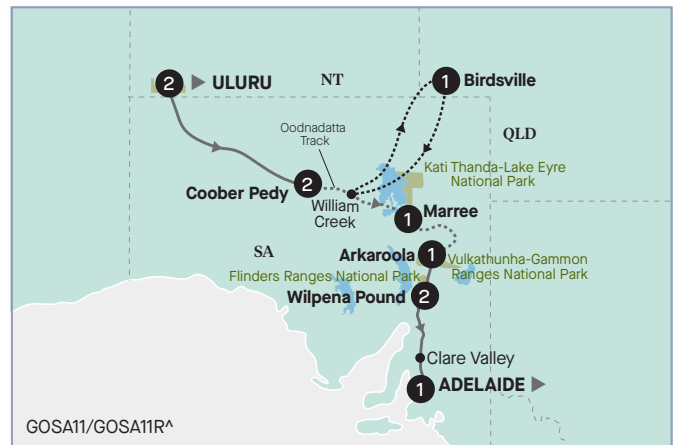 NT
2 ULURU
1 Birdsville
QLD
Oodnadatta
Track
Kati Thanda-Lake Eyre
National Park
Coober Pedy 2
William
Creek
1 Marree
SA
Arkaroola 1
Vulkathunha-Gammon
Ranges National Park
Flinders Ranges National Park
Wilpena Pound 2
Clare Valley
1 ADELAIDE
GOSA11/GOSA11R^